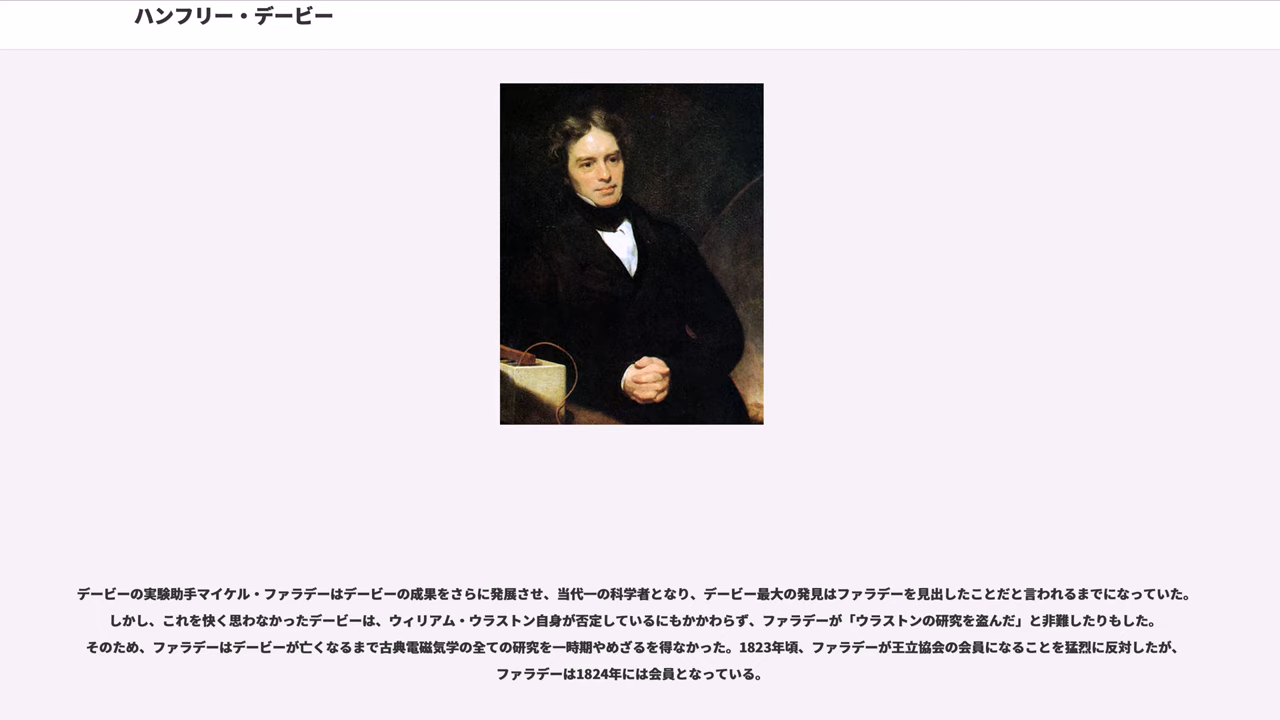 ハンフリー・デービー
デービーの実験助手マイケル・ファラデーはデービーの成果をさらに発展させ、当代一の科学者となり、デービー最大の発見はファラデーを見出したことだと言われるまでになっていた。
しかし、これを快く思わなかったデービーは、ウィリアム・ウラストン自身が否定しているにもかかわらず、ファラデーが「ウラストンの研究を盗んだ」と非難したりもした。
そのため、ファラデーはデービーが亡くなるまで古典電磁気学の全ての研究を一時期やめざるを得なかった。1823年頃、ファラデーが王立協会の会員になることを猛烈に反対したが、
ファラデーは1824年には会員となっている。